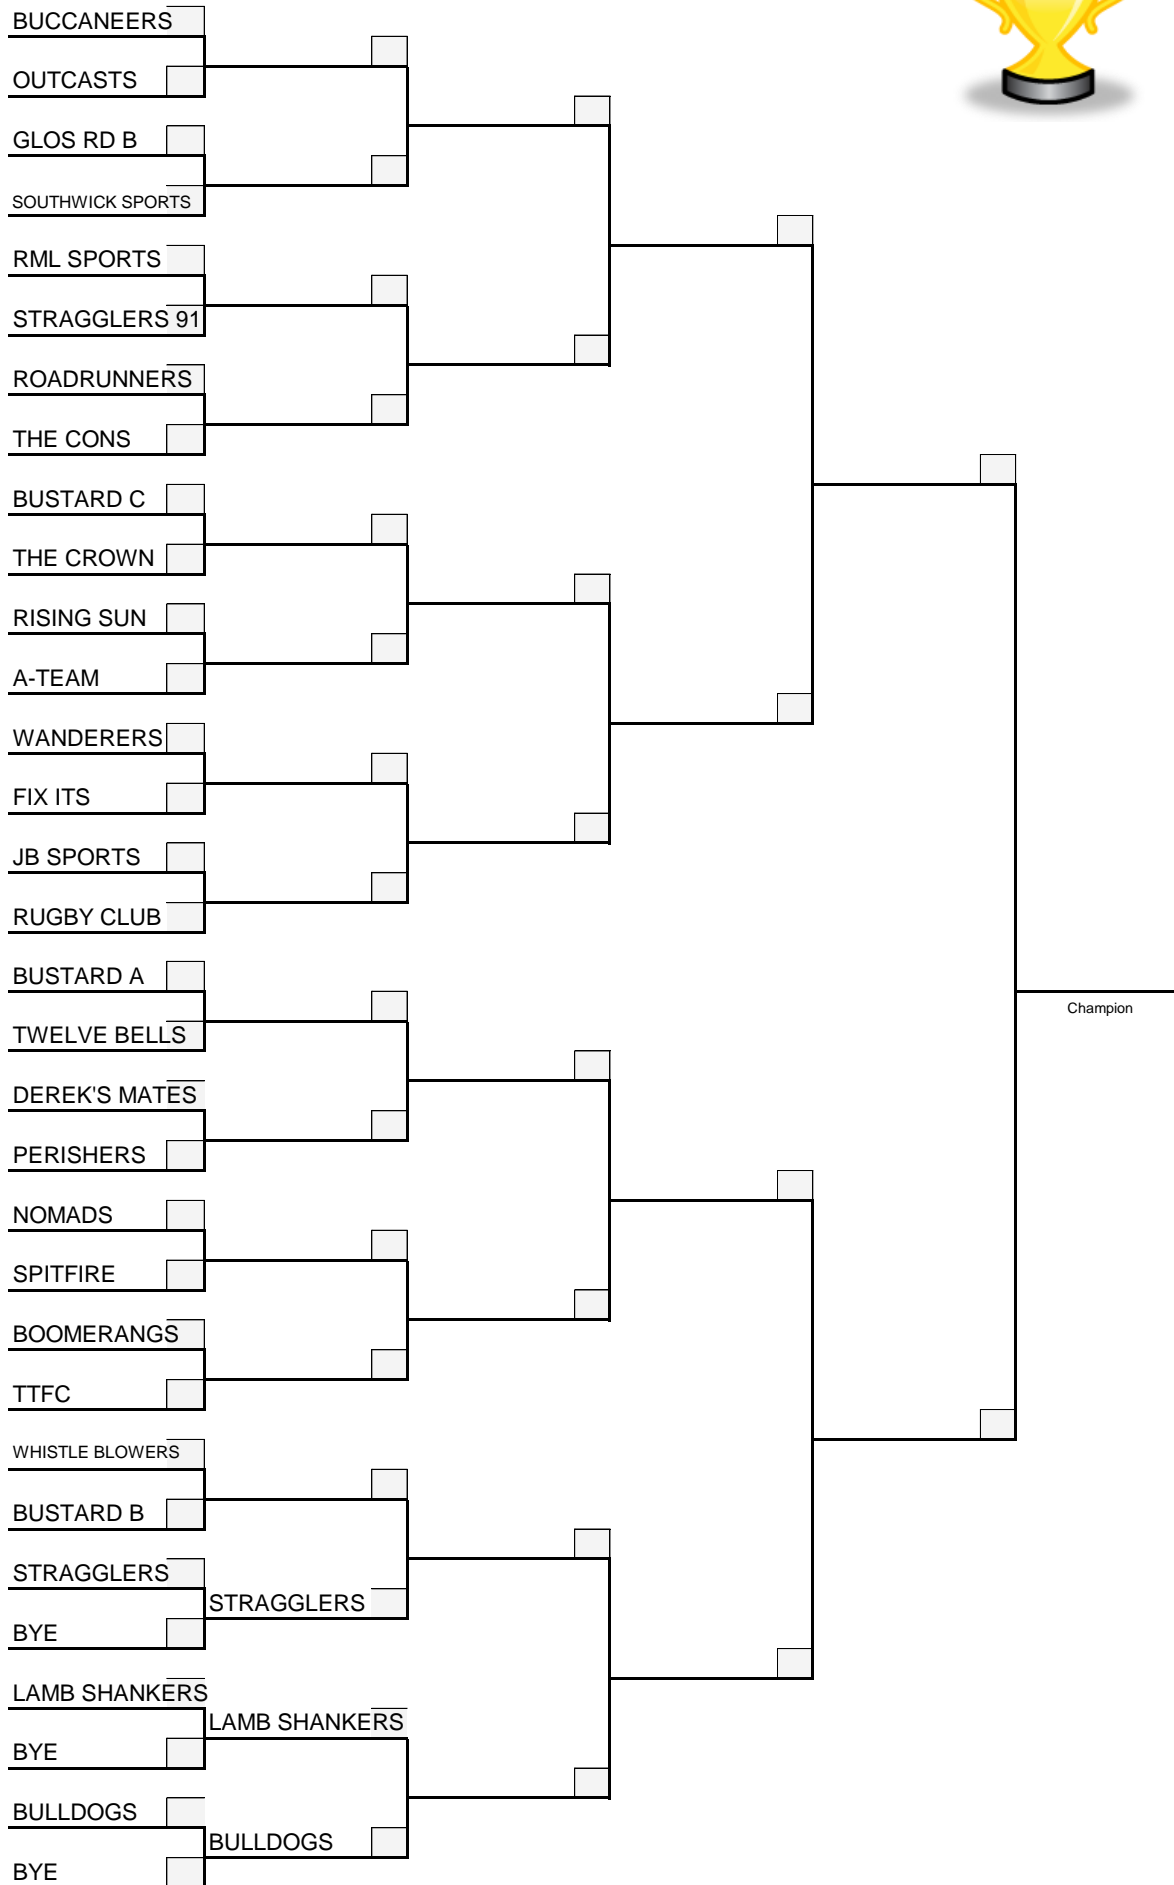 BUCCANEERS
OUTCASTS
GLOS RD B
SOUTHWICK SPORTS
RML SPORTS
STRAGGLERS 91
ROADRUNNERS
THE CONS
BUSTARD C
THE CROWN
RISING SUN
A-TEAM
WANDERERS
FIX ITS
JB SPORTS
RUGBY CLUB
BUSTARD A
Champion
TWELVE BELLS
DEREK'S MATES
PERISHERS
NOMADS
SPITFIRE
BOOMERANGS
TTFC
WHISTLE BLOWERS
BUSTARD B
STRAGGLERS
STRAGGLERS
BYE
LAMB SHANKERS
LAMB SHANKERS
BYE
BULLDOGS
BULLDOGS
BYE